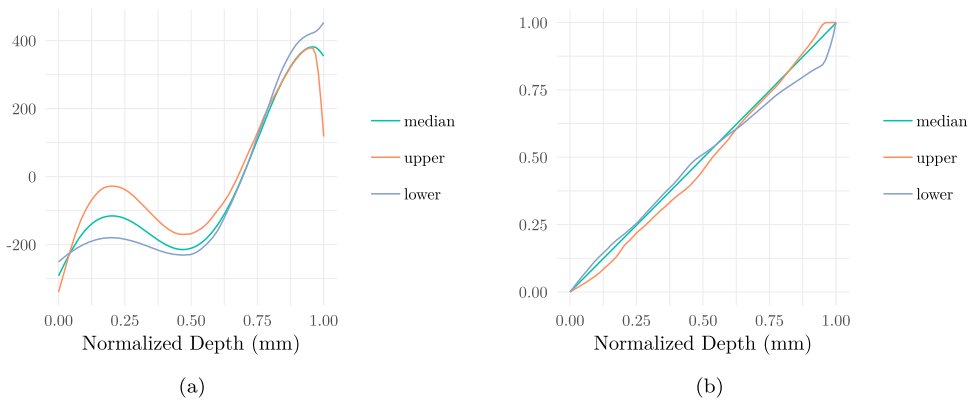 400
200
0
-200
0.00 0.25 0.50 0.75 1.00
Normalized Depth (mm)
median
upper
lower
(a)
1.00
0.75
0.50
0.25
0.00
0.00 0.25 0.50 0.75 1.00
Normalized Depth (mm)
median
upper
lower
(b)